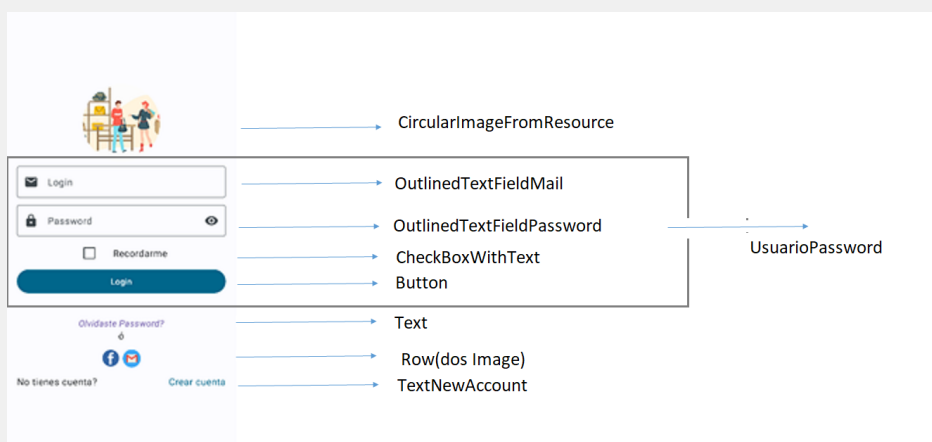 CircularImageFromResource
Login OutlinedTextFieldMail
Password OutlinedTextFieldPassword
UsuarioPassword
Recordarme CheckBoxWithText
Login Button
Olvidaste Password? Text
ó
Row(dos Image)
No tienes cuenta? Crear cuenta TextNewAccount